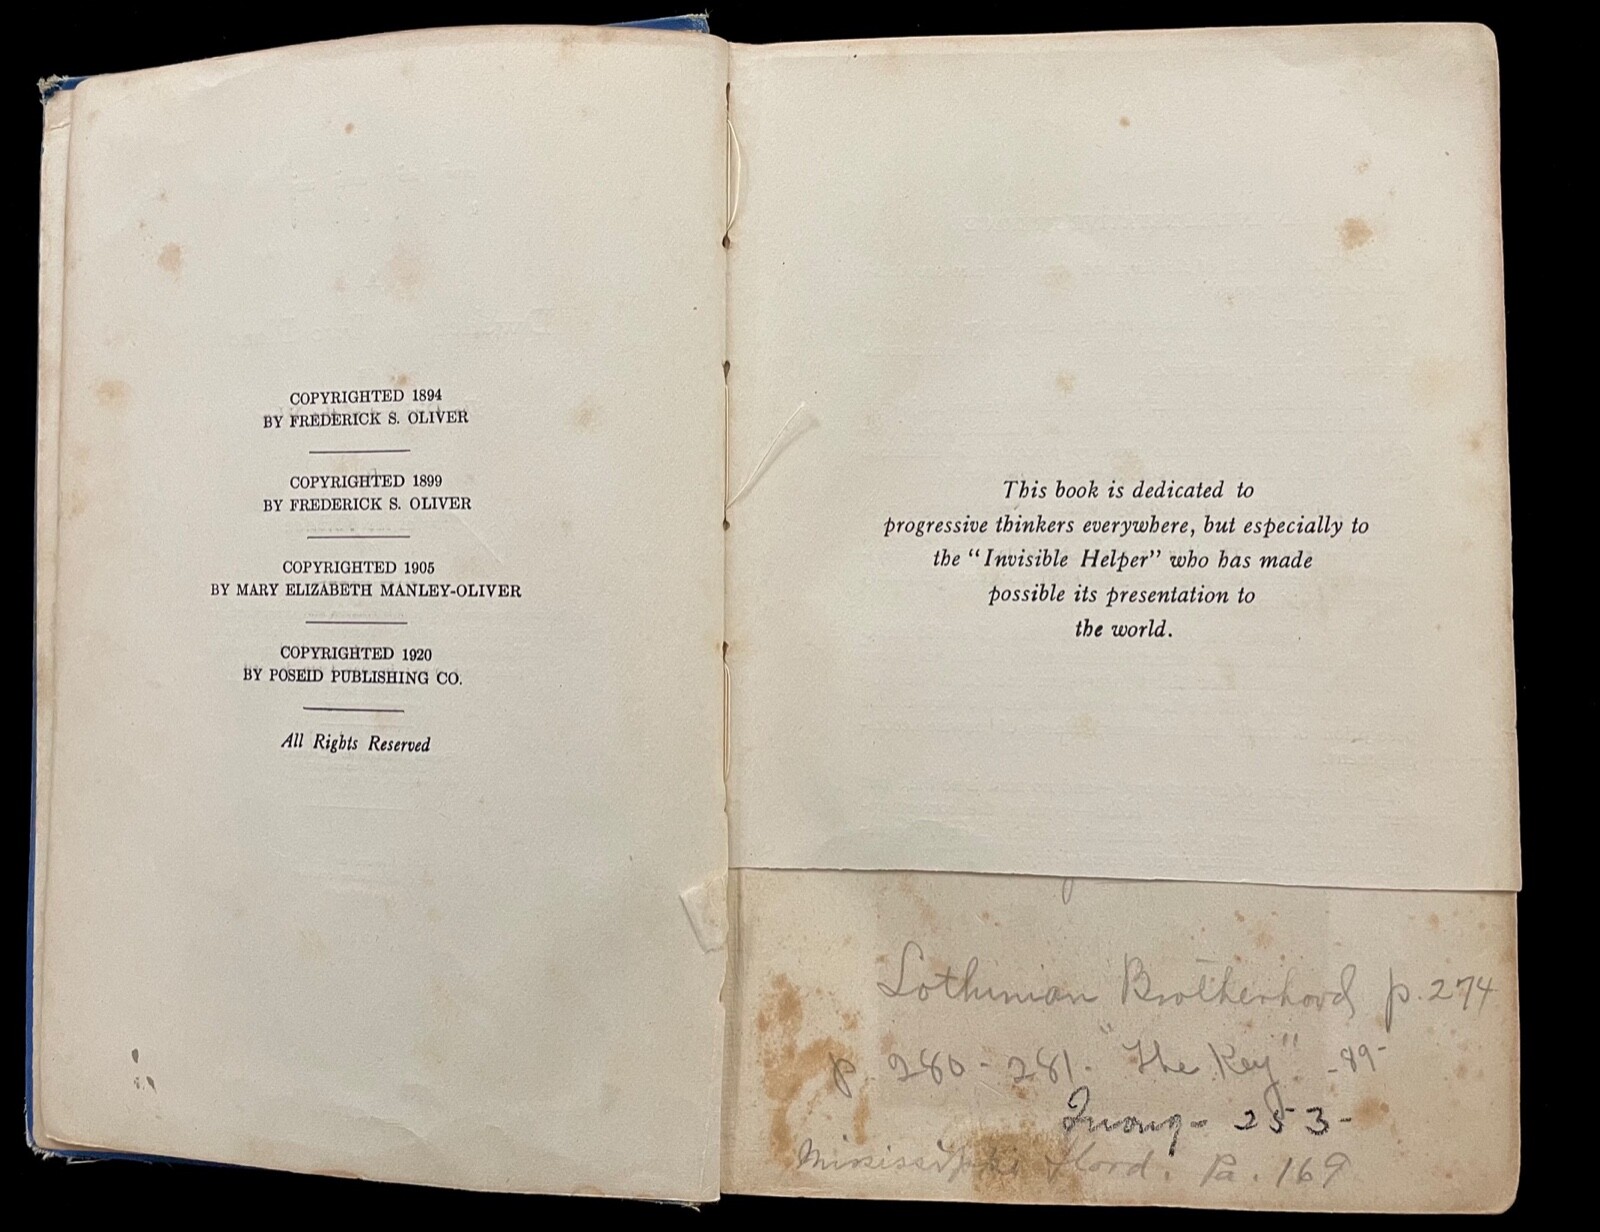 COPYRIGHTED 1894
BY FREDERICK S. OLIVER
COPYRIGHTED 1899
BY FREDERICK S. OLIVER
COPYRIGHTED 1905
BY MARY ELIZABETH MANLEY-OLIVER
COPYRIGHTED 1920
BY POSEID PUBLISHING CO.
All Rights Reserved
This book is dedicated to
progressive thinkers everywhere, but especially to
the "Invisible Helper" who has made
possible its presentation to
the world.
Lothinian Brotherhood p. 274
p. 280 - 281. "The Key" - 89 -
Quong - 253 -
Mississippi flood. Pa. 169